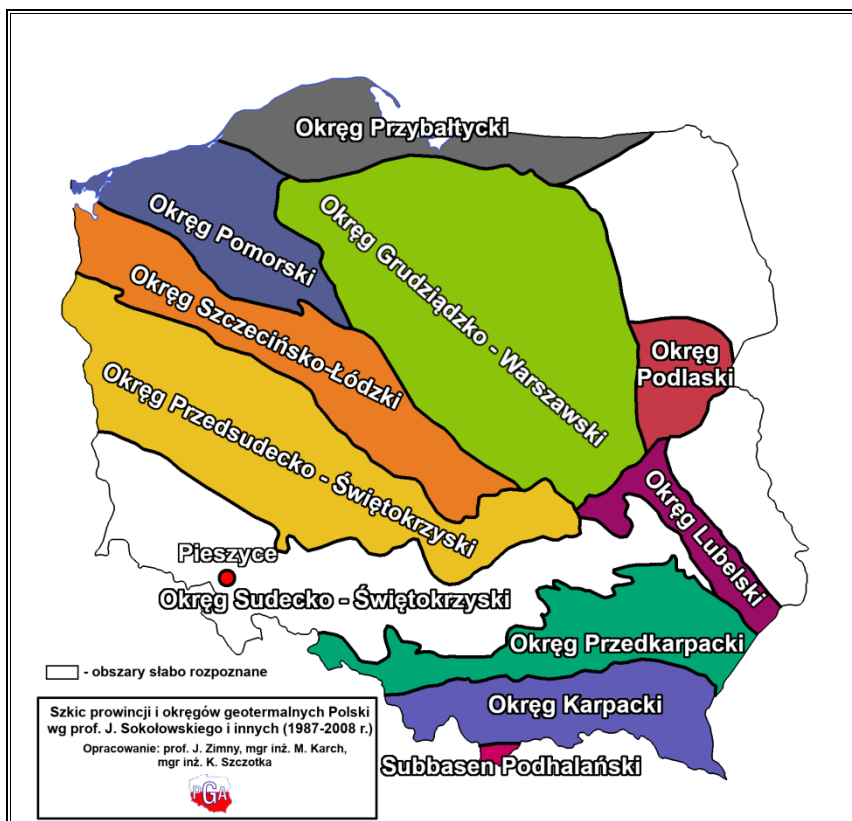 Okręg Przybałtycki
Okręg Pomorski
Okręg Grudziądzko - Warszawski
Okręg Szczecińsko-Łódzki
Okręg
Podlaski
Okręg Przedsudecko - Świętokrzyski
Okręg Lubelski
Pieszyce
Okręg Sudecko - Świętokrzyski
Okręg Przedkarpacki
- obszary słabo rozpoznane
Okręg Karpacki
Subbasen Podhalański
Szkic prowincji i okręgów geotermalnych Polski
wg prof. J. Sokołowskiego i innych (1987-2008 r.)
Opracowanie: prof. J. Zimny, mgr inż. M. Karch,
mgr inż. K. Szczotka
PGA